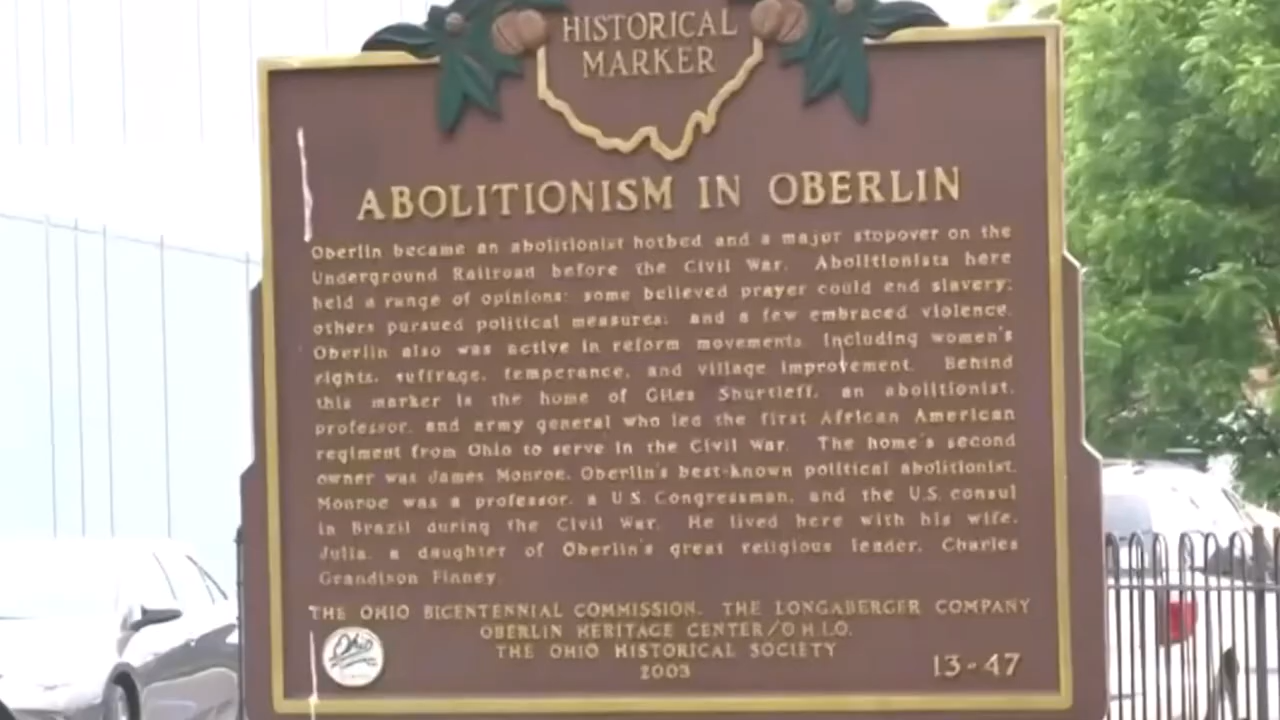 HISTORICAL
MARKER
ABOLITIONISM IN OBERLIN
Oberlin became an abolitionist hotbed and a major stopover on the
Underground Railroad before the Civil War. Abolitionists here
held a range of opinions: some believed prayer could end slavery;
others pursued political measures; and a few embraced violence.
Oberlin also was active in reform movements, including women's
rights, suffrage, temperance, and village improvement. Behind
this marker is the home of Giles Shurtleff, an abolitionist,
professor, and army general who led the first African American
regiment from Ohio to serve in the Civil War. The home's second
owner was James Monroe, Oberlin's best-known political abolitionist.
Monroe was a professor, a U.S. Congressman, and the U.S. consul
in Brazil during the Civil War. He lived here with his wife,
Julia, a daughter of Oberlin's great religious leader, Charles
Grandison Finney.
THE OHIO BICENTENNIAL COMMISSION, THE LONGABERGER COMPANY
OBERLIN HERITAGE CENTER/O.H.I.O.
THE OHIO HISTORICAL SOCIETY
2003
13-47
Ohio